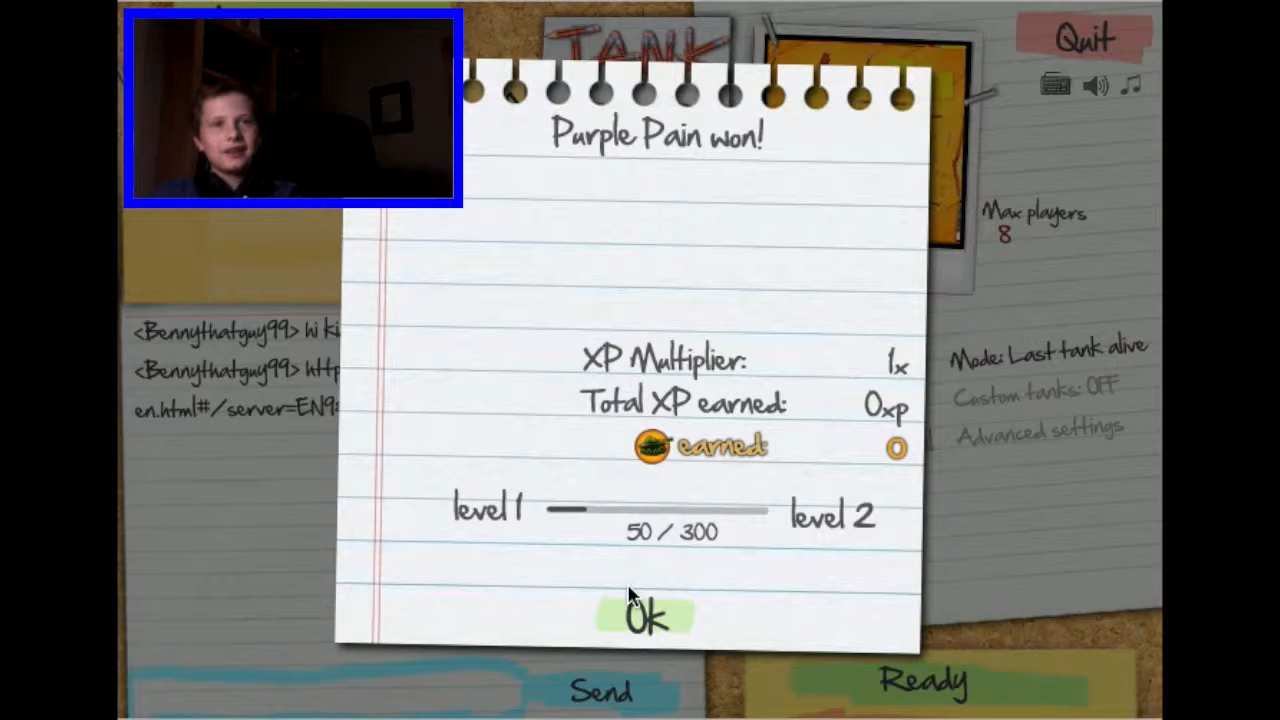 TANK
Quit
Purple Pain won!
Max players
8
<Bennythatguy99> hi
<Bennythatguy99>
en.html#/server=EN9
XP Multiplier: 1x
Total XP earned: 0xp
earned: 0
level 1
level 2
50 / 300
Ok
Mode: Last tank alive
Custom tanks: OFF
Advanced settings
Send
Ready